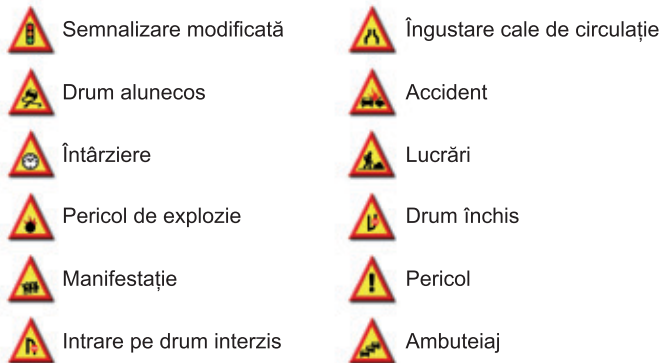 Semnalizare modificată
Îngustare cale de circulație
Drum alunecos
Accident
Întârziere
Lucrări
Pericol de explozie
Drum închis
Manifestație
Pericol
Intrare pe drum interzis
Ambuteiaj